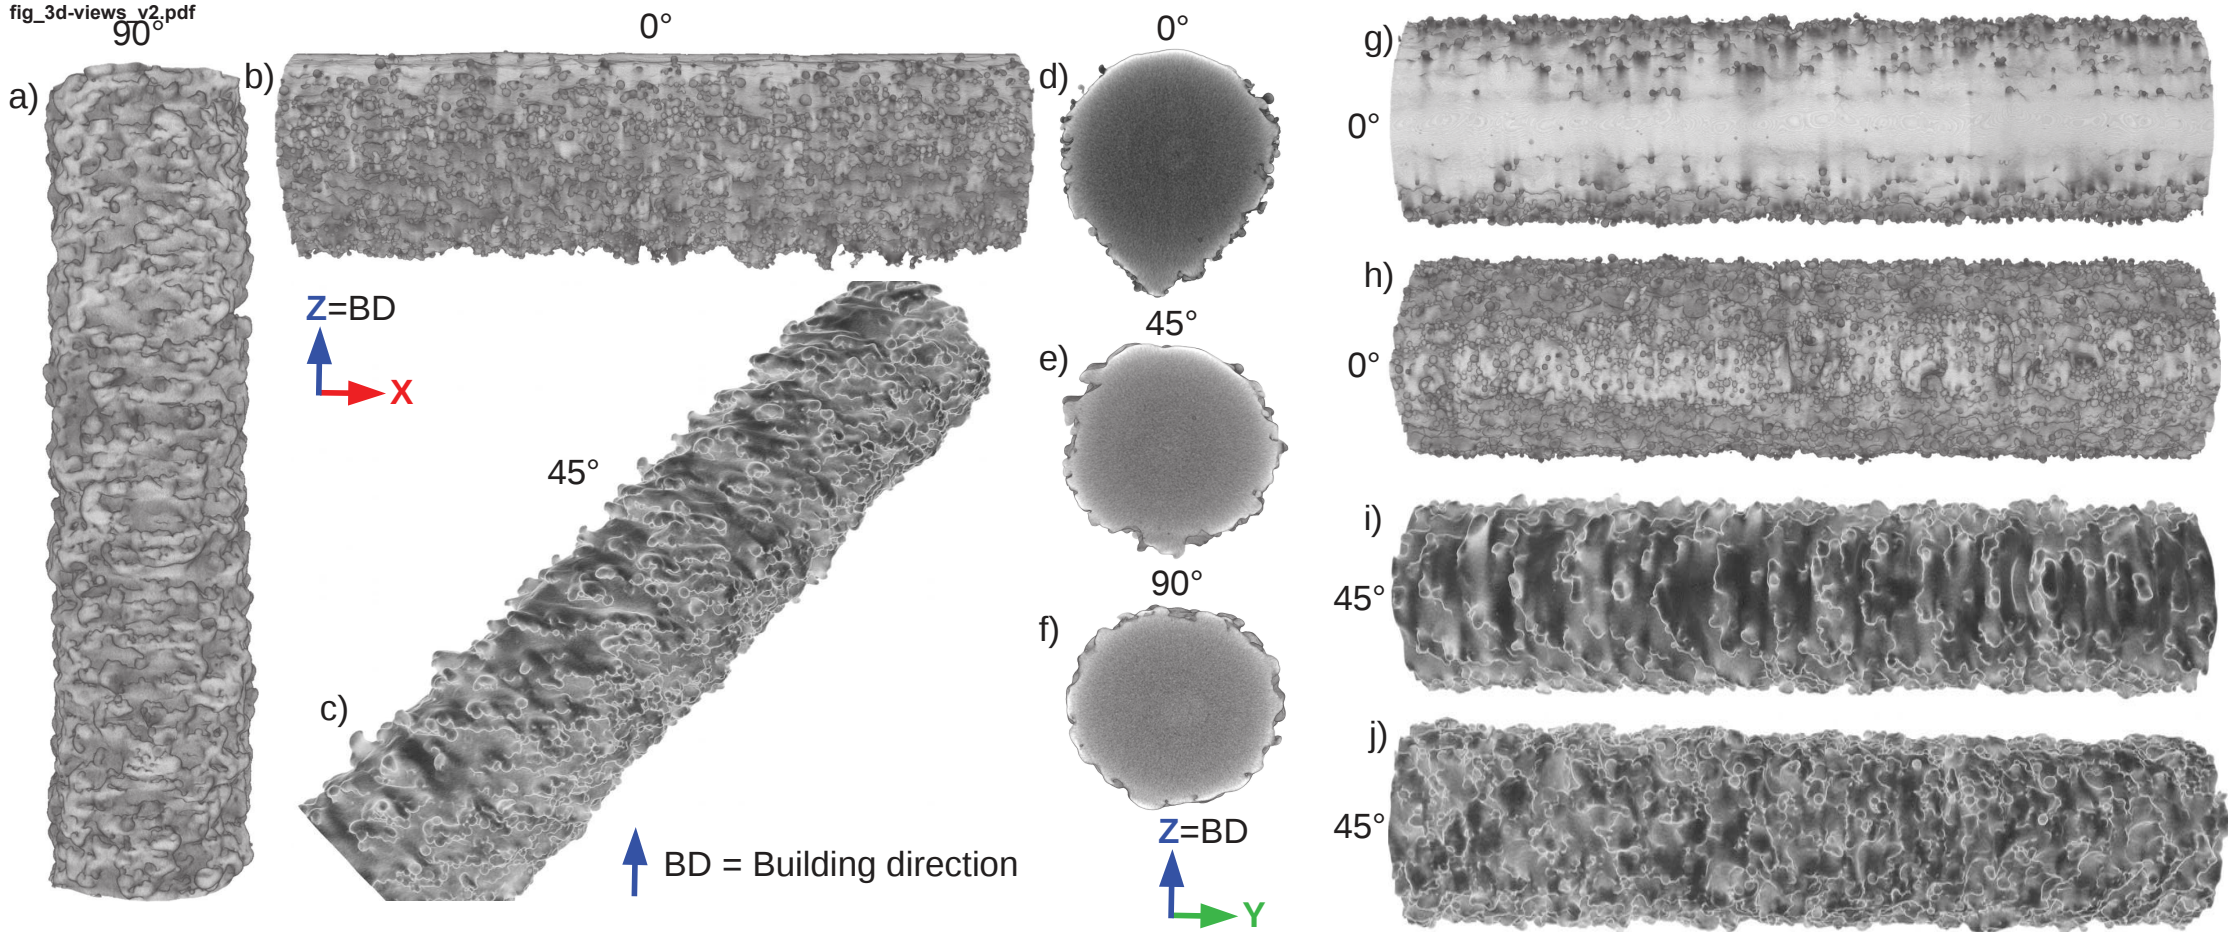 fig_3d-views_v2.pdf
90°
a)
b)
0°
Z=BD
X
45°
c)
BD = Building direction
0°
d)
45°
e)
90°
f)
Z=BD
Y
g)
0°
h)
0°
i)
45°
j)
45°